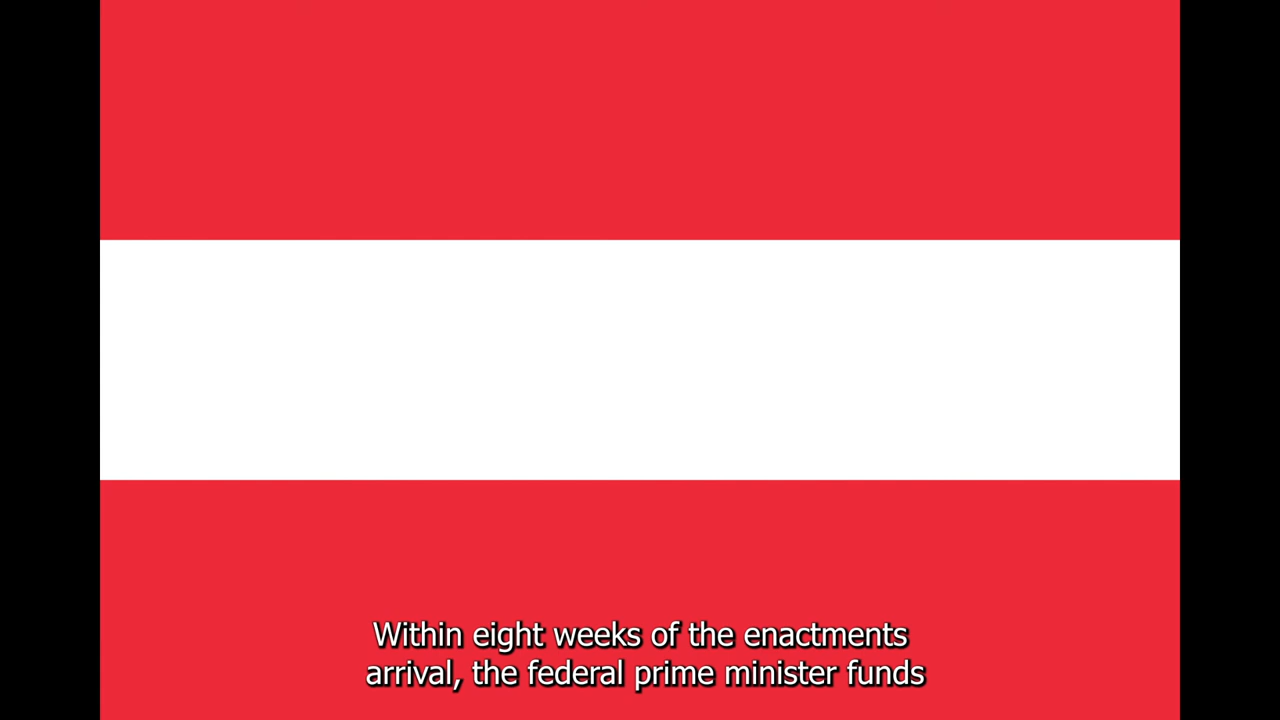 Within eight weeks of the enactments
arrival, the federal prime minister funds